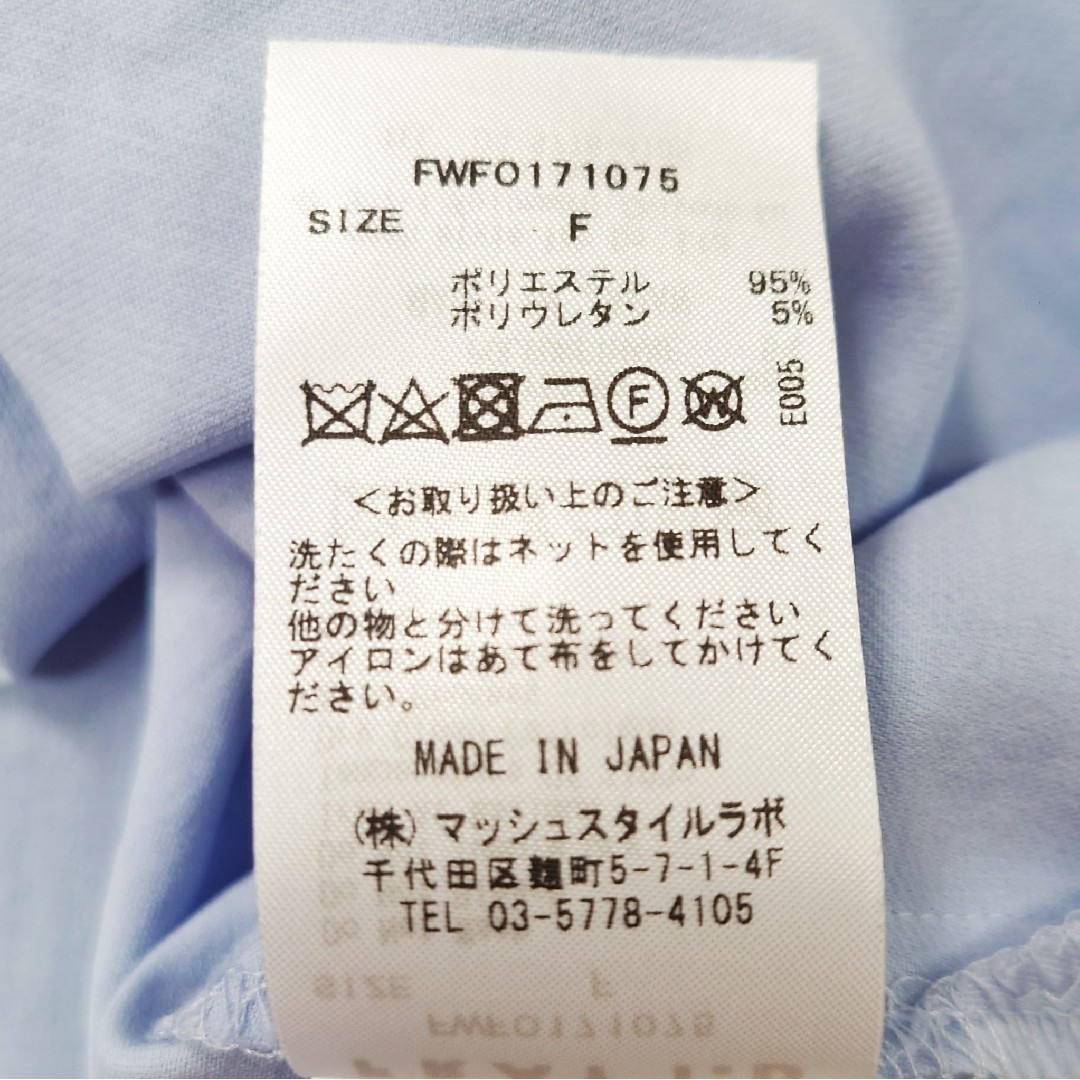 FWFO171075
SIZE F
ポリエステル 95%
ポリウレタン 5%
F W E005
＜お取り扱い上のご注意＞
洗たくの際はネットを使用してく
ださい
他の物と分けて洗ってください
アイロンはあて布をしてかけてく
ださい。
MADE IN JAPAN
(株)マッシュスタイルラボ
千代田区麹町5-7-1-4F
TEL 03-5778-4105
SIZE F
FWFO171075